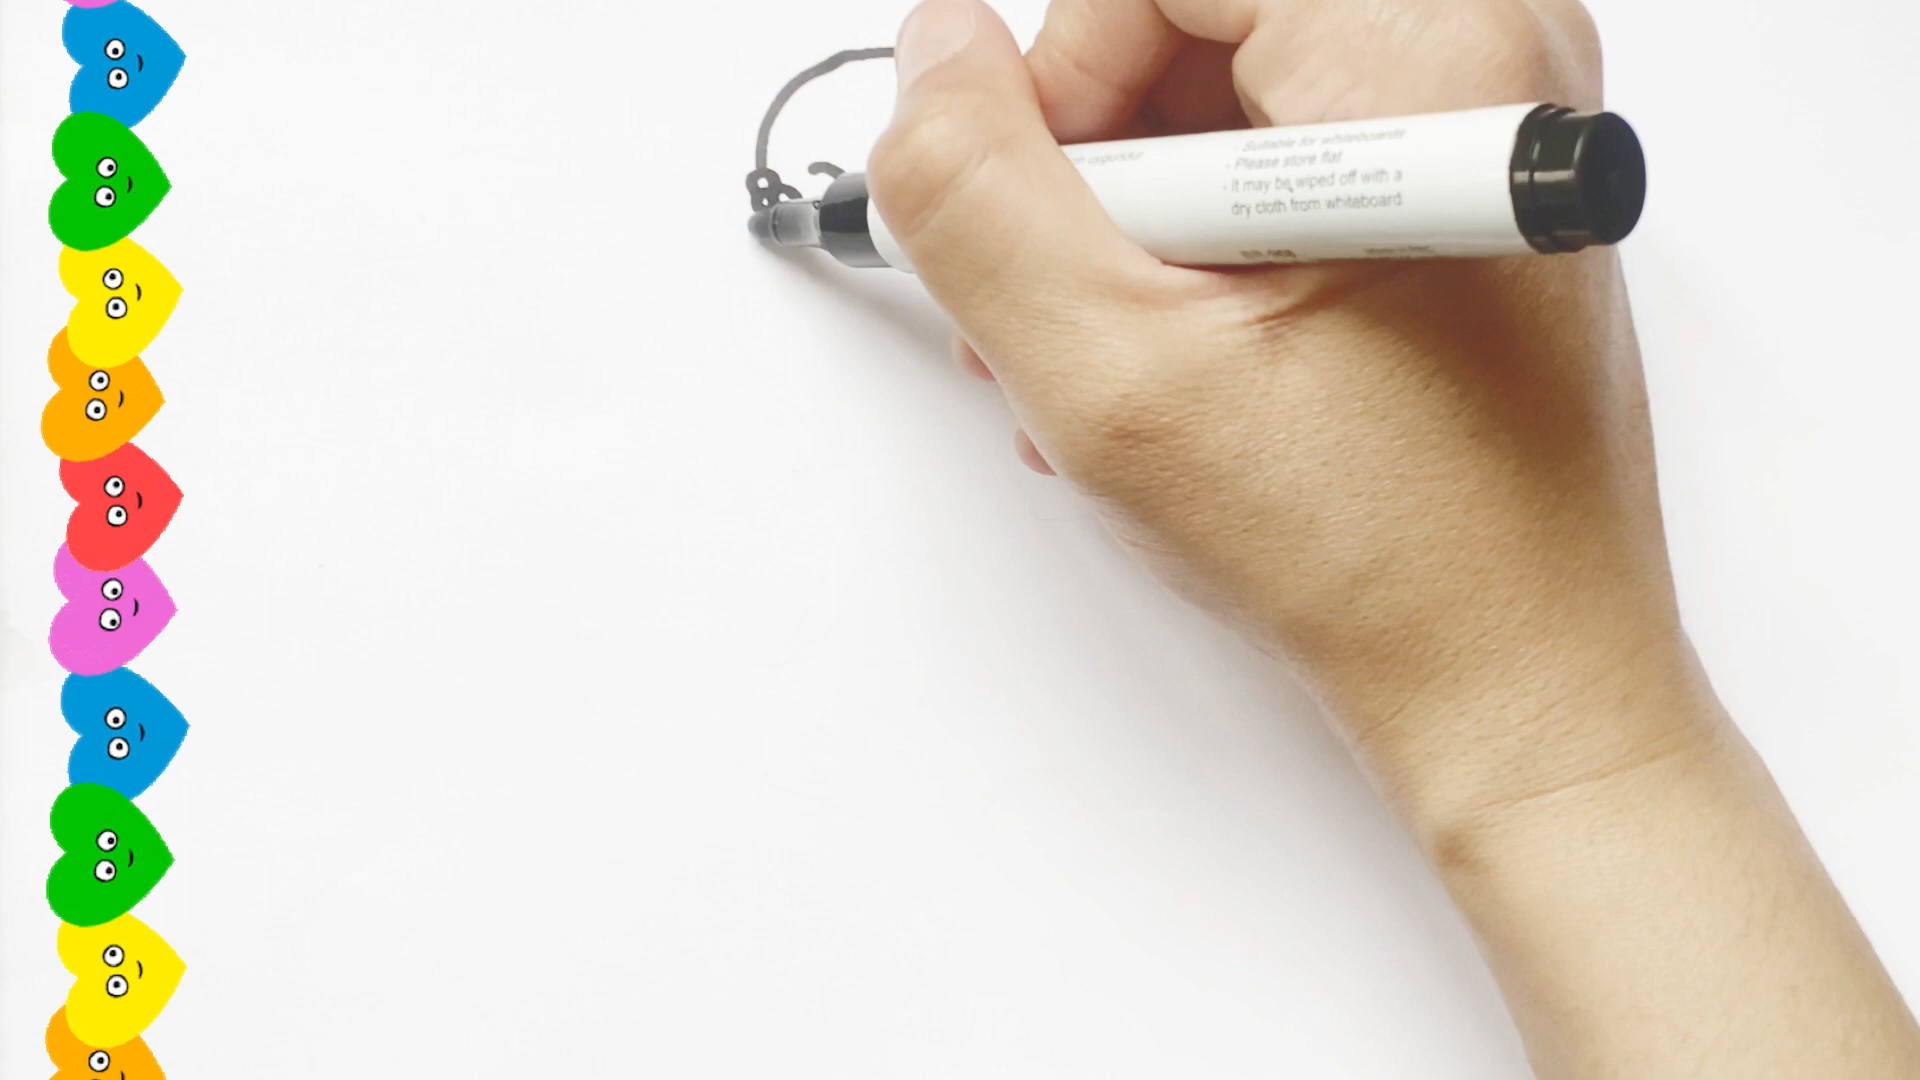 - Suitable for whiteboards
- Please store flat
- It may be wiped off with a
dry cloth from whiteboard